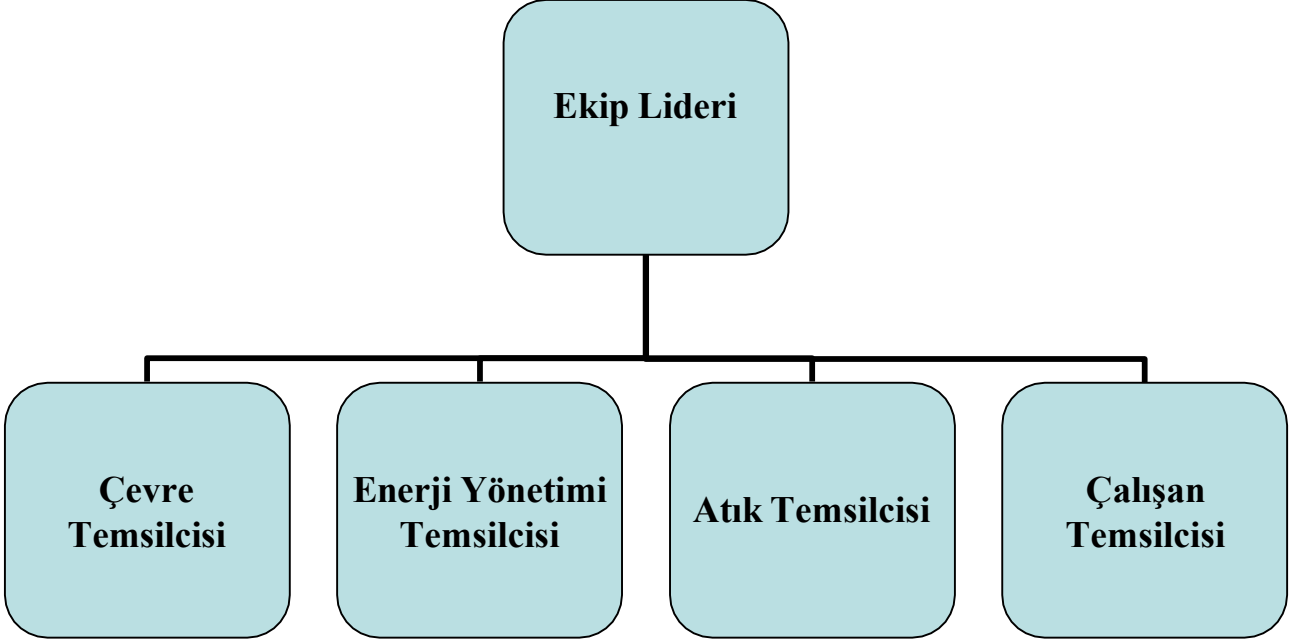 Ekip Lideri
Çevre
Temsilcisi
Enerji Yönetimi
Temsilcisi
Atık Temsilcisi
Çalışan
Temsilcisi